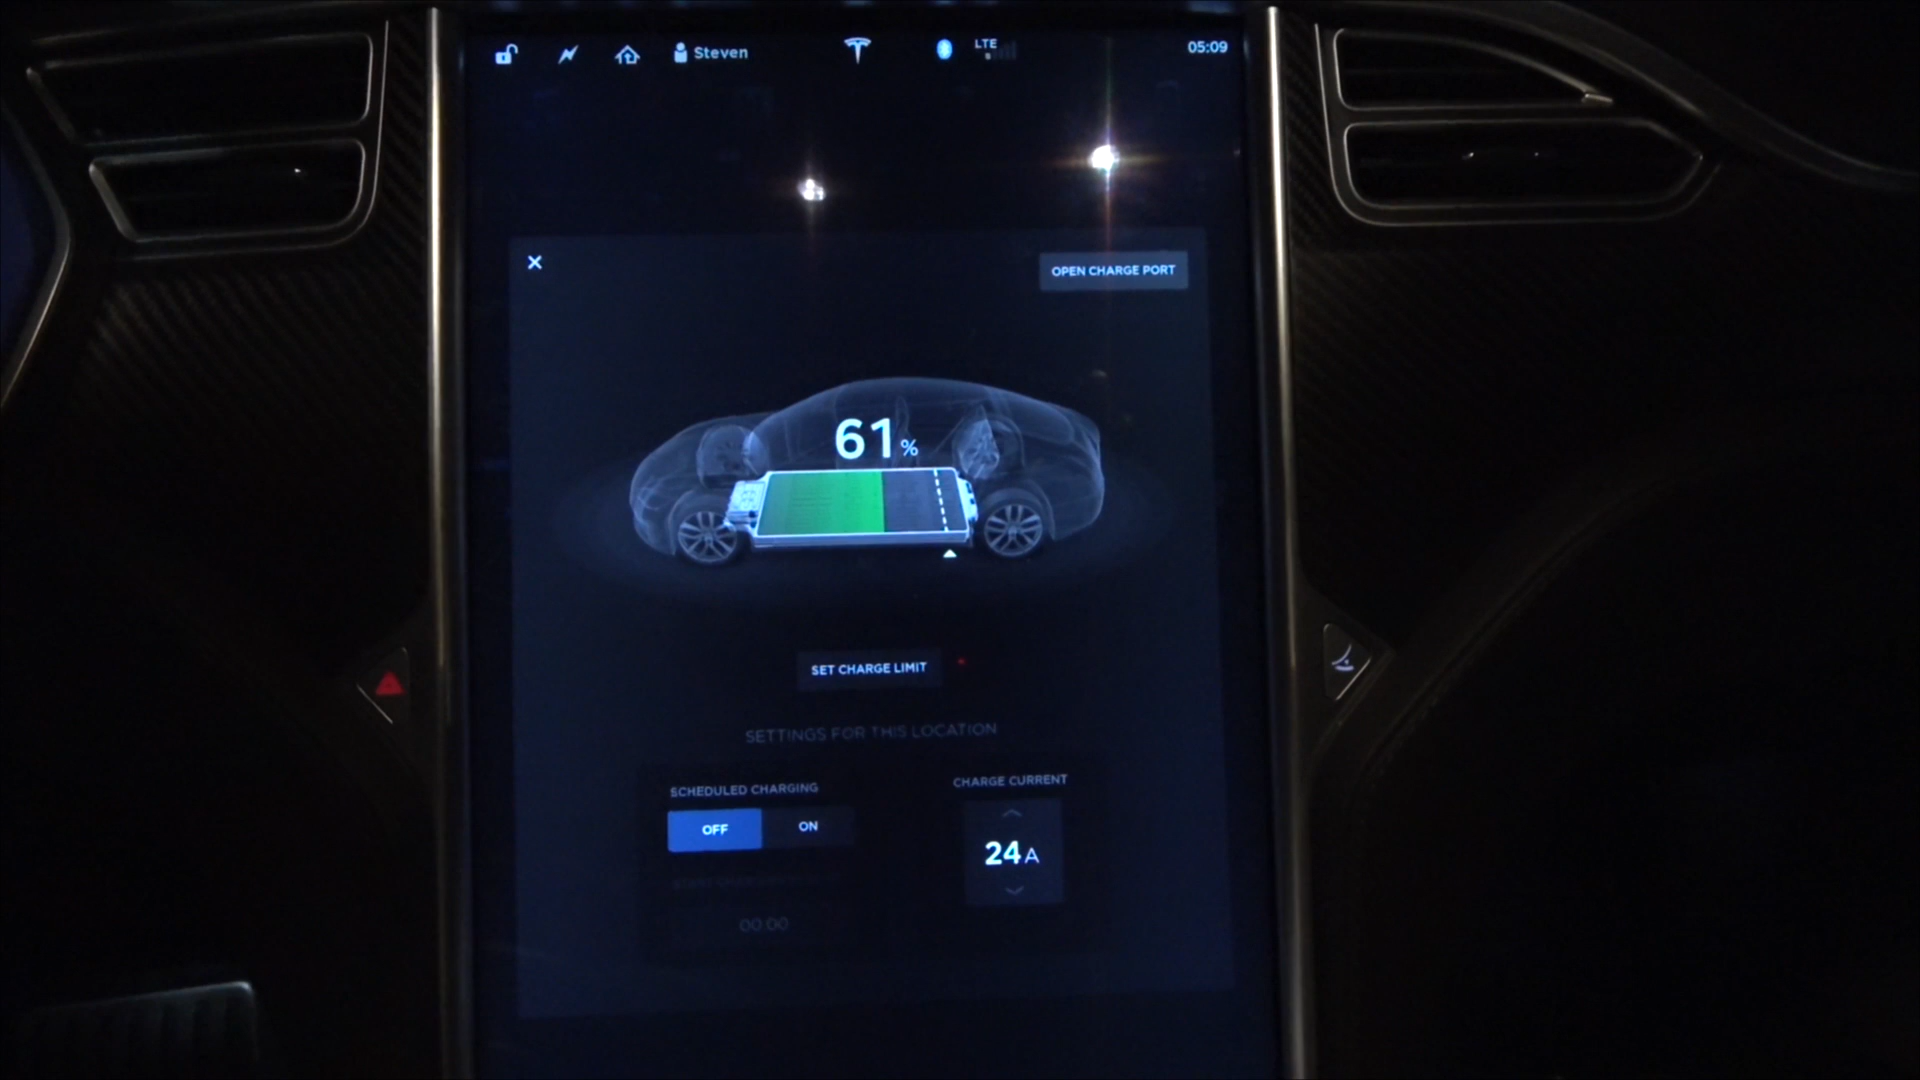 Steven
LTE
05:09
OPEN CHARGE PORT
61%
SET CHARGE LIMIT
SETTINGS FOR THIS LOCATION
SCHEDULED CHARGING
CHARGE CURRENT
OFF
ON
24A
00:00